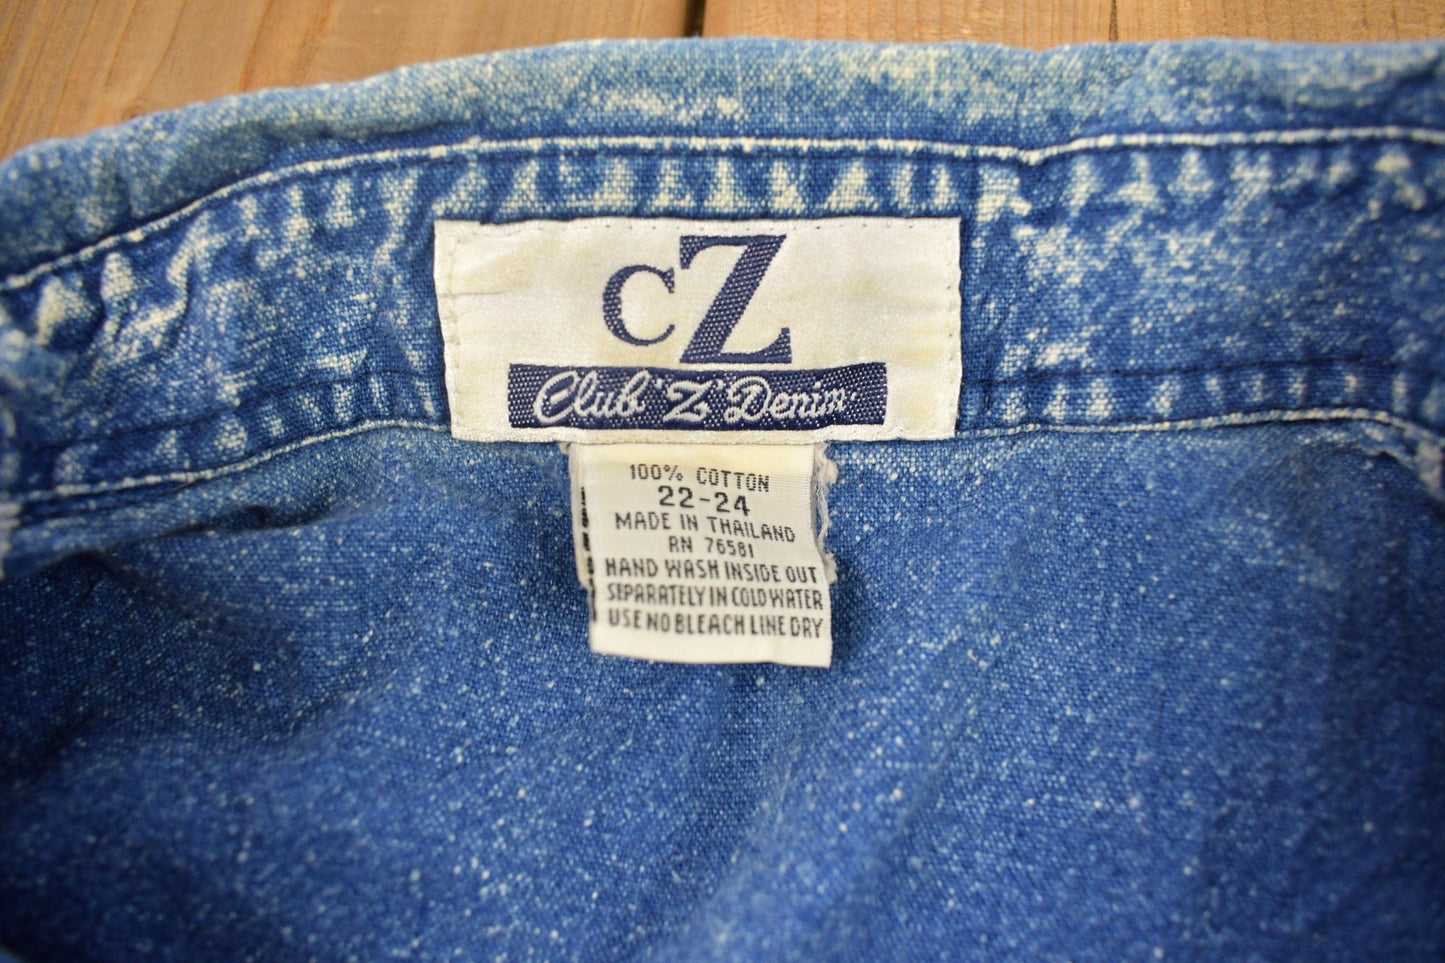 CZ
Club "Z" Denim
100% COTTON
22-24
MADE IN THAILAND
RN 76581
HAND WASH INSIDE OUT
SEPARATELY IN COLD WATER
USE NO BLEACH LINE DRY